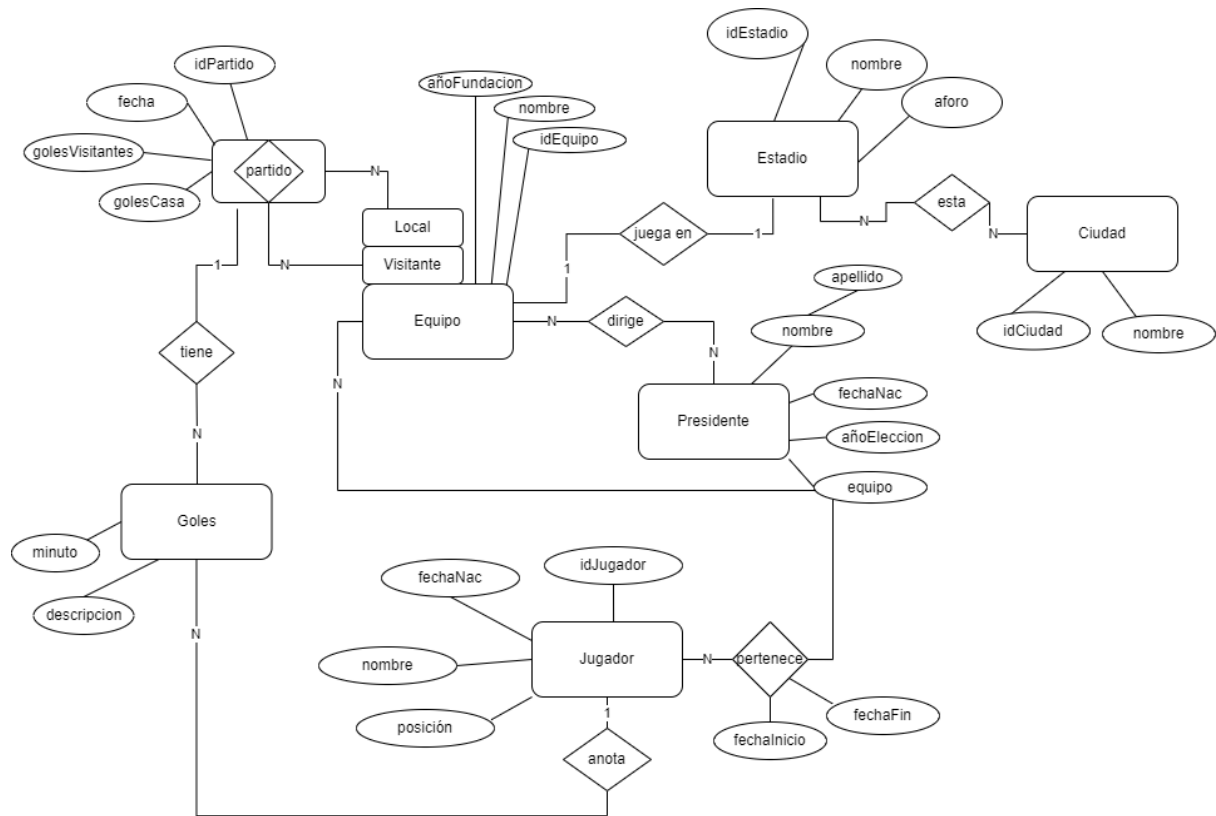 idEstadio
idPartido
nombre
añoFundacion
fecha
nombre
aforo
idEquipo
golesVisitantes
partido
N
Estadio
golesCasa
esta
N
N
Local
juega en
1
Ciudad
Visitante
N
1
1
apellido
Equipo
N
dirige
nombre
idCiudad
nombre
tiene
N
N
fechaNac
Presidente
añoEleccion
N
equipo
Goles
minuto
idJugador
fechaNac
descripcion
N
Jugador
N
pertenece
nombre
posición
1
fechaFin
fechaInicio
anota